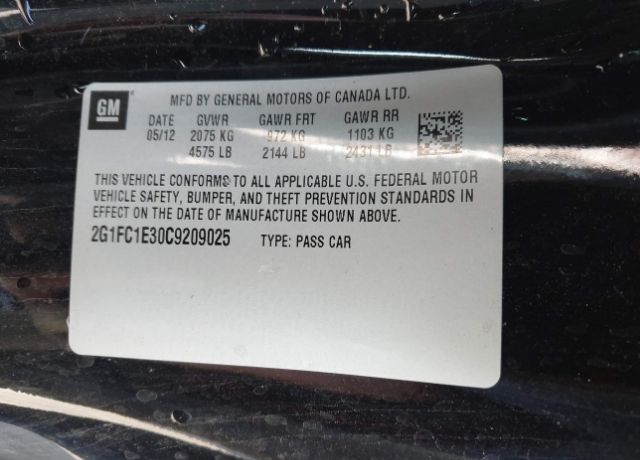 GM
MFD BY GENERAL MOTORS OF CANADA LTD.
DATE GVWR GAWR FRT GAWR RR
05/12 2075 KG 972 KG 1103 KG
4575 LB 2144 LB 2431 LB
THIS VEHICLE CONFORMS TO ALL APPLICABLE U.S. FEDERAL MOTOR
VEHICLE SAFETY, BUMPER, AND THEFT PREVENTION STANDARDS IN
EFFECT ON THE DATE OF MANUFACTURE SHOWN ABOVE.
2G1FC1E30C9209025 TYPE: PASS CAR